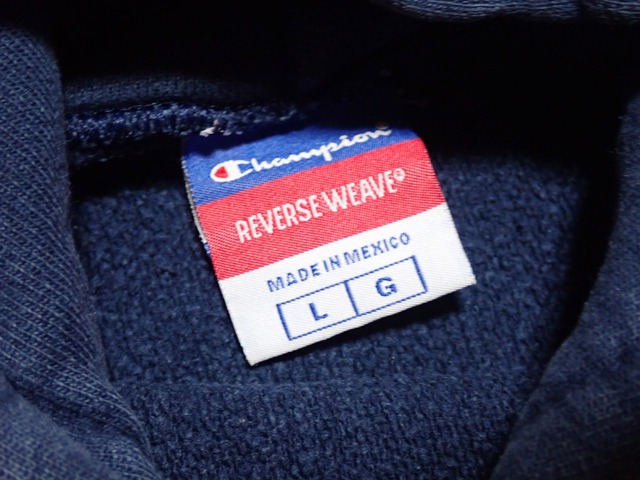 Champion
REVERSE WEAVE®
MADE IN MEXICO
L G